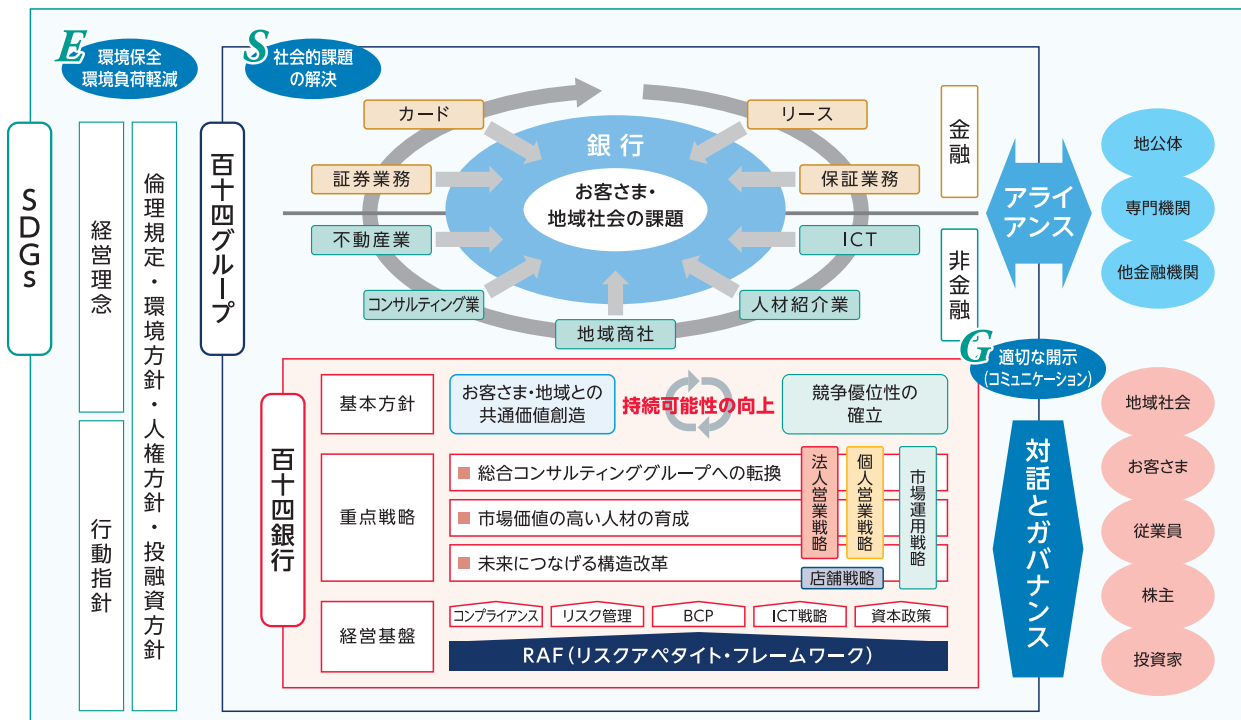 E 環境保全
環境負荷軽減
S 社会的課題
の解決
SDGs
経営理念
行動指針
倫理規定・環境方針・人権方針・投融資方針
百十四グループ
カード
リース
銀行
証券業務
保証業務
お客さま・
地域社会の課題
不動産業
ICT
コンサルティング業
人材紹介業
地域商社
金融
非金融
アライ
アンス
地公体
専門機関
他金融機関
G 適切な開示
(コミュニケーション)
百十四銀行
基本方針
お客さま・地域との
共通価値創造
持続可能性の向上
競争優位性の
確立
重点戦略
■ 総合コンサルティンググループへの転換
■ 市場価値の高い人材の育成
■ 未来につなげる構造改革
法人営業戦略
個人営業戦略
市場運用戦略
店舗戦略
経営基盤
コンプライアンス
リスク管理
BCP
ICT戦略
資本政策
RAF(リスクアペタイト・フレームワーク)
対話とガバナンス
地域社会
お客さま
従業員
株主
投資家